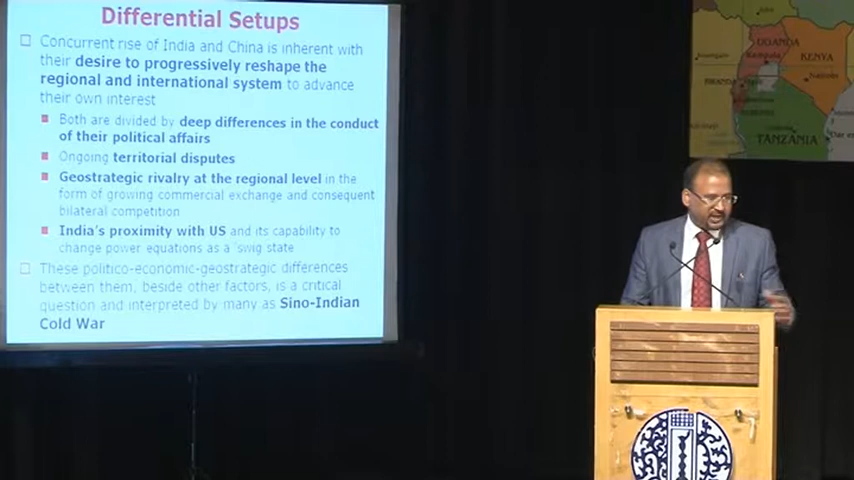 Differential Setups
Concurrent rise of India and China is inherent with
their desire to progressively reshape the
regional and international system to advance
their own interest
Both are divided by deep differences in the conduct
of their political affairs
Ongoing territorial disputes
Geostrategic rivalry at the regional level in the
form of growing commercial exchange and consequent
bilateral competition
India's proximity with US and its capability to
change power equations as a 'swig state
These politico-economic-geostrategic differences
between them, beside other factors, is a critical
question and interpreted by many as Sino-Indian
Cold War
UGANDA
KENYA
Kampala
Nairobi
TANZANIA